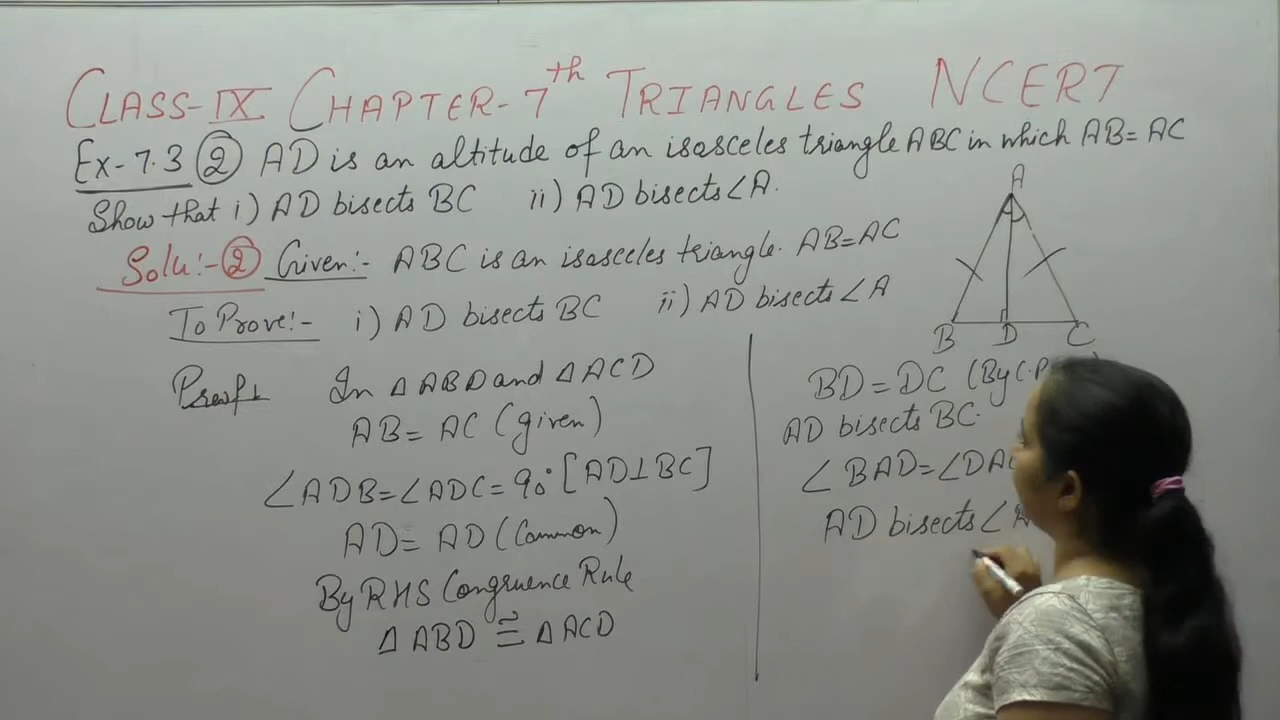 CLASS-IX CHAPTER-7th TRIANGLES NCERT
Ex-7.3 ② AD is an altitude of an isosceles triangle ABC in which AB=AC
Show that i) AD bisects BC ii) AD bisects ∠A.
Solu:-② Given:- ABC is an isosceles triangle. AB=AC
To Prove:- i) AD bisects BC ii) AD bisects ∠A
Proof:- In △ABD and △ACD
AB= AC (given)
∠ADB=∠ADC=90° [AD⊥BC]
AD= AD (Common)
By RHS Congruence Rule
△ABD ≅ △ACD
A
B D C
BD=DC (By C.P
AD bisects BC.
∠BAD=∠DAC
AD bisects ∠A